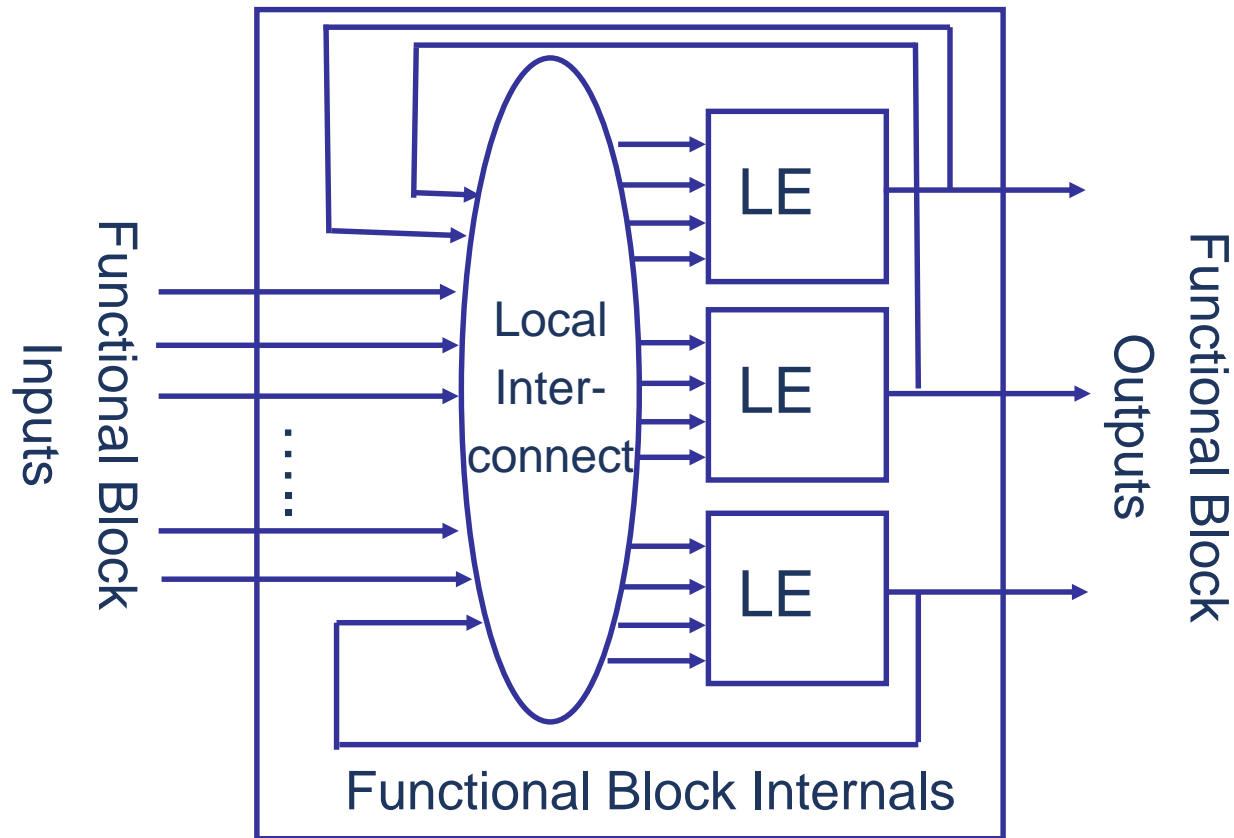 Functional Block
Inputs
Local
Inter-
connect
LE
LE
LE
Functional Block
Outputs
Functional Block Internals